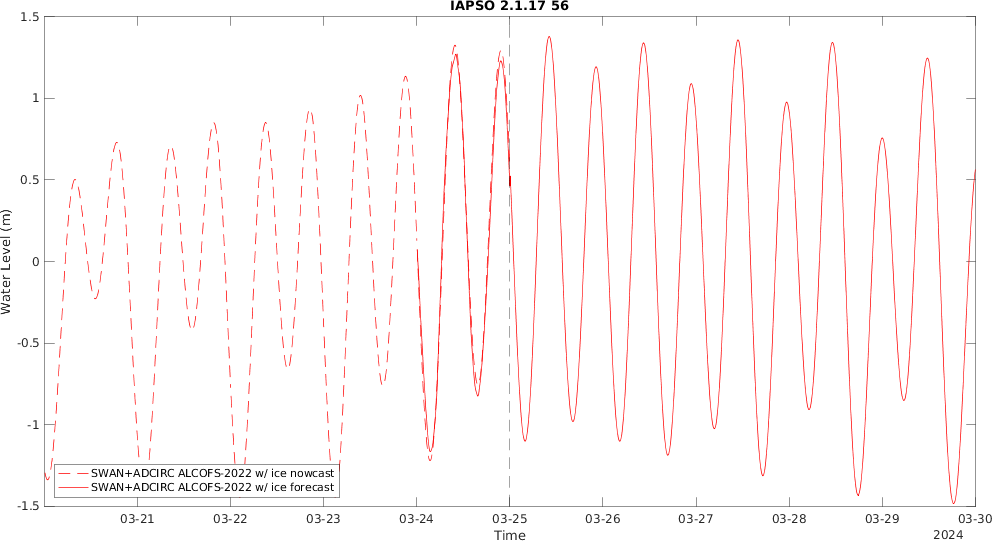 IAPSO 2.1.17 56
1.5
1
0.5
0
-0.5
-1
-1.5
Water Level (m)
SWAN+ADCIRC ALCOFS-2022 w/ ice nowcast
SWAN+ADCIRC ALCOFS-2022 w/ ice forecast
03-21 03-22 03-23 03-24 03-25 03-26 03-27 03-28 03-29 03-30
Time
2024